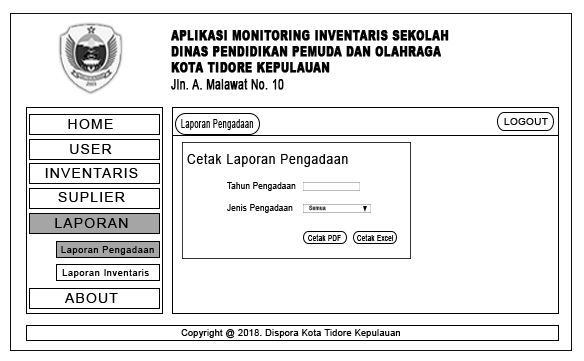 APLIKASI MONITORING INVENTARIS SEKOLAH
DINAS PENDIDIKAN PEMUDA DAN OLAHRAGA
KOTA TIDORE KEPULAUAN
Jln. A. Malawat No. 10
HOME
USER
INVENTARIS
SUPLIER
LAPORAN
Laporan Pengadaan
Laporan Inventaris
ABOUT
Laporan Pengadaan
LOGOUT
Cetak Laporan Pengadaan
Tahun Pengadaan
Jenis Pengadaan Semua
Cetak PDF Cetak Excel
Copyright @ 2018. Dispora Kota Tidore Kepulauan